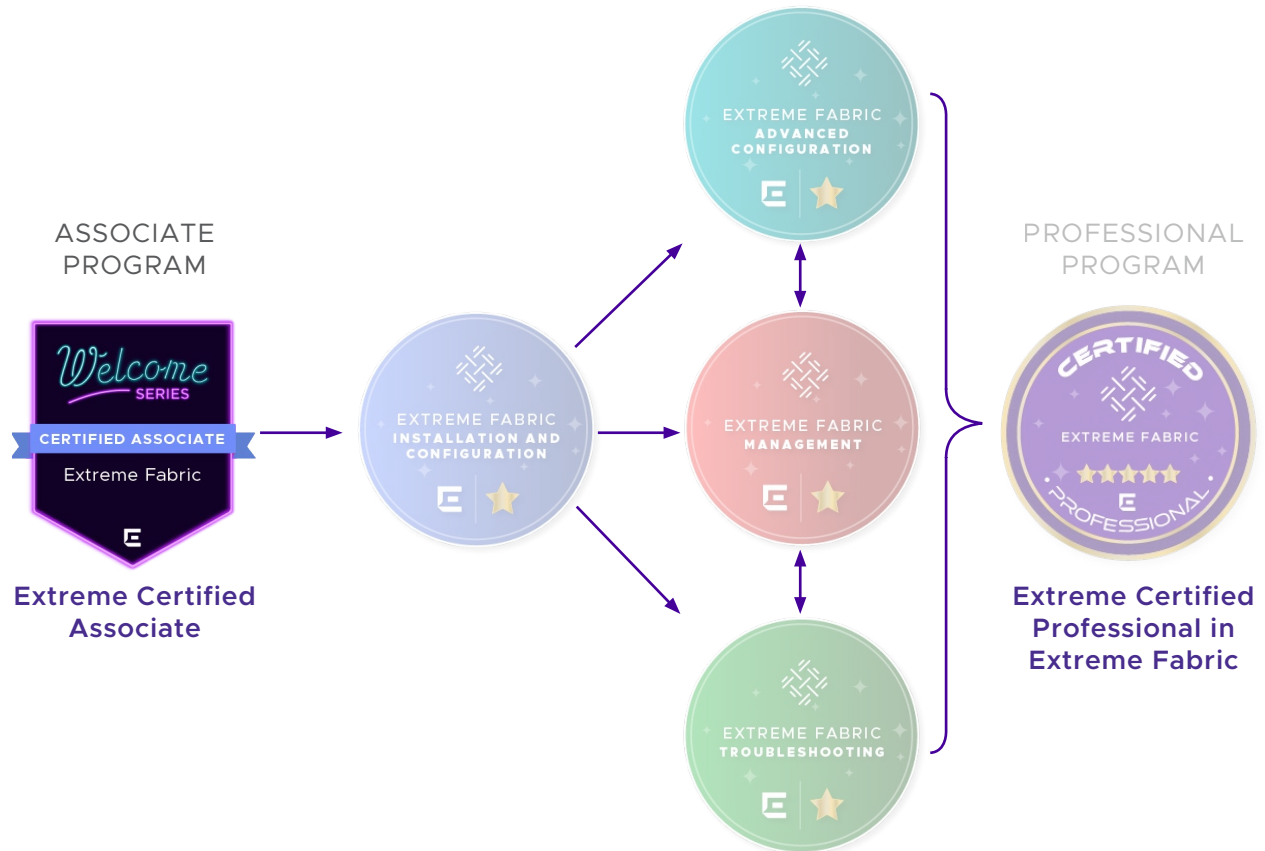 ASSOCIATE
PROGRAM
Welcome
SERIES
CERTIFIED ASSOCIATE
Extreme Fabric
E
Extreme Certified
Associate
EXTREME FABRIC
INSTALLATION AND
CONFIGURATION
E
EXTREME FABRIC
ADVANCED
CONFIGURATION
E
EXTREME FABRIC
MANAGEMENT
E
EXTREME FABRIC
TROUBLESHOOTING
E
PROFESSIONAL
PROGRAM
CERTIFIED
EXTREME FABRIC
E
PROFESSIONAL
Extreme Certified
Professional in
Extreme Fabric